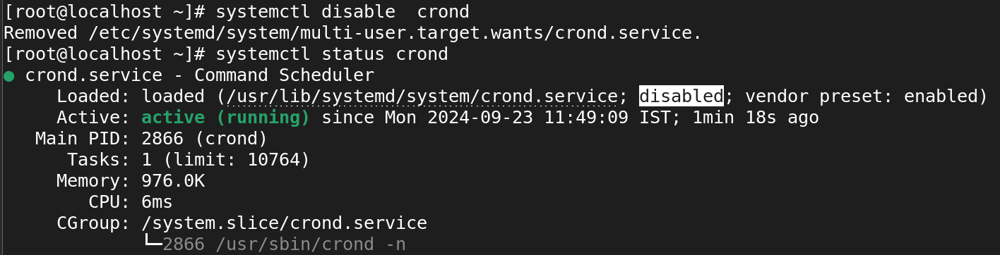 [root@localhost ~]# systemctl disable  crond
Removed /etc/systemd/system/multi-user.target.wants/crond.service.
[root@localhost ~]# systemctl status crond
● crond.service - Command Scheduler
     Loaded: loaded (/usr/lib/systemd/system/crond.service; disabled; vendor preset: enabled)
     Active: active (running) since Mon 2024-09-23 11:49:09 IST; 1min 18s ago
   Main PID: 2866 (crond)
      Tasks: 1 (limit: 10764)
     Memory: 976.0K
        CPU: 6ms
     CGroup: /system.slice/crond.service
             └─2866 /usr/sbin/crond -n